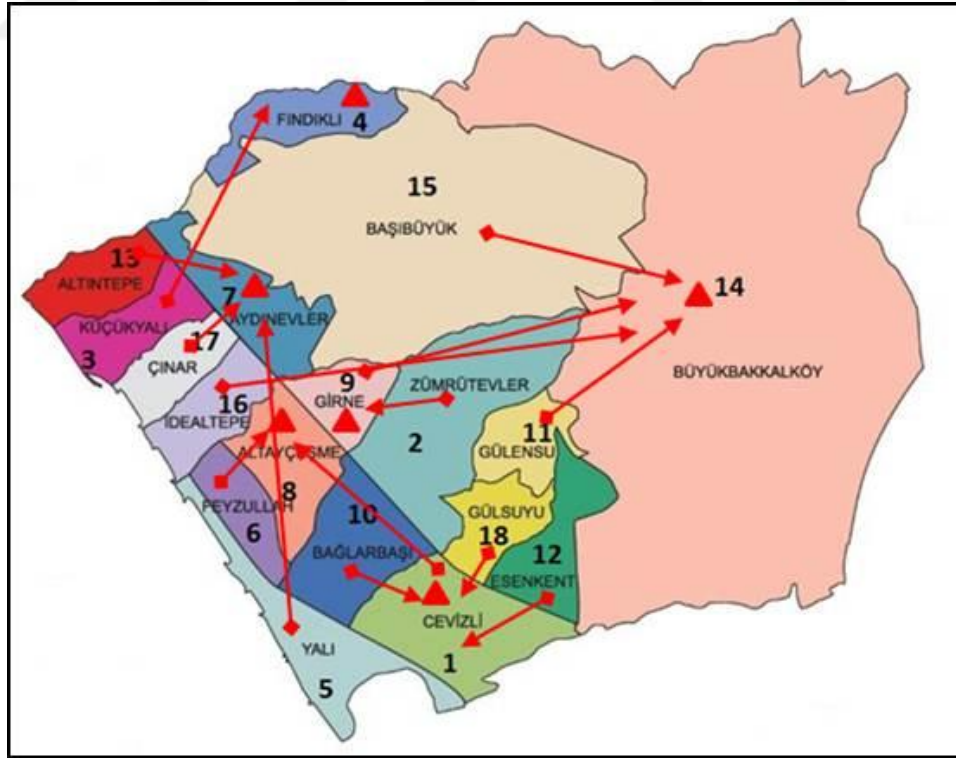 FINDIKLI
4
15
BAŞIBÜYÜK
13
ALTINTEPE
7
14
AYDINEVLER
KÜÇÜKYALI
17
3
ÇINAR
9
GİRNE
ZÜMRÜTEVLER
BÜYÜKBAKKALKÖY
16
İDEALTEPE
2
11
GÜLENSU
ALTAYÇEŞME
8
FEYZULLAH
6
10
GÜLSUYU
18
BAĞLARBAŞI
12
ESENKENT
CEVİZLİ
YALI
1
5